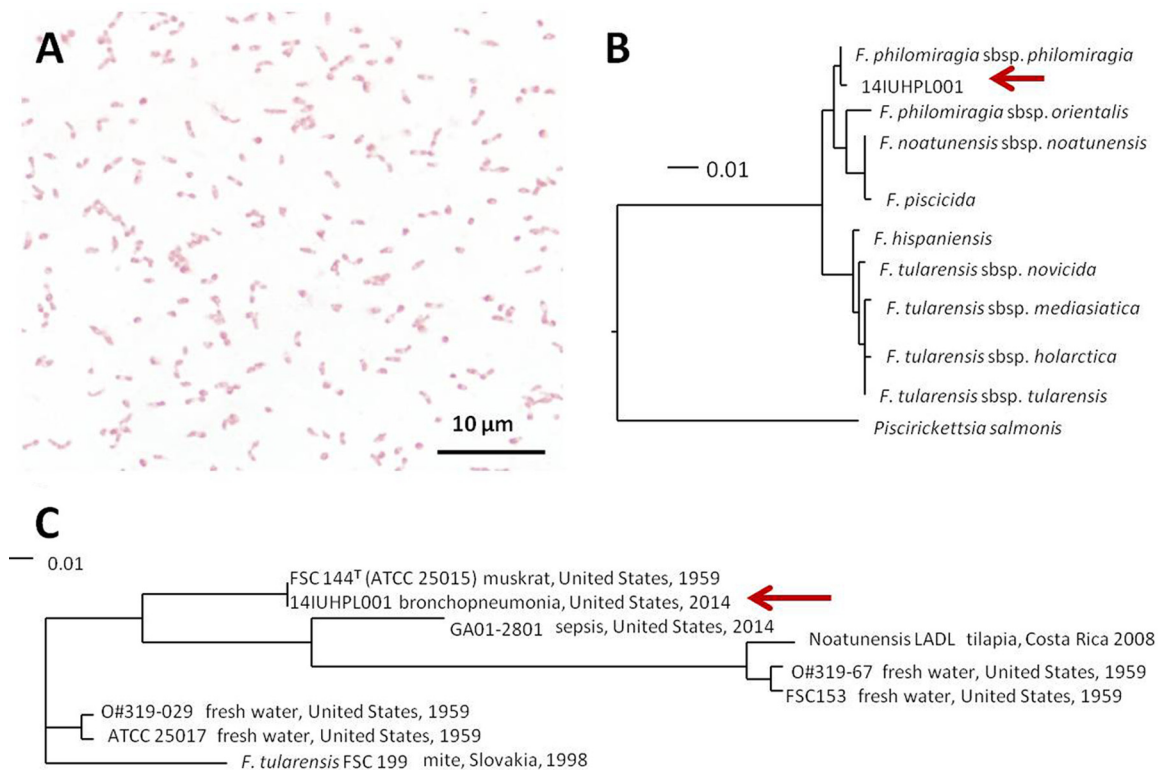 A
B
F. philomiragia sbsp. philomiragia
14IUHPL001
F. philomiragia sbsp. orientalis
F. noatunensis sbsp. noatunensis
0.01
F. piscicida
F. hispaniensis
F. tularensis sbsp. novicida
F. tularensis sbsp. mediasiatica
F. tularensis sbsp. holarctica
F. tularensis sbsp. tularensis
Piscirickettsia salmonis
10 µm
C
0.01
FSC 144ᵀ (ATCC 25015) muskrat, United States, 1959
14IUHPL001 bronchopneumonia, United States, 2014
GA01-2801 sepsis, United States, 2014
Noatunensis LADL tilapia, Costa Rica 2008
O#319-67 fresh water, United States, 1959
FSC153 fresh water, United States, 1959
O#319-029 fresh water, United States, 1959
ATCC 25017 fresh water, United States, 1959
F. tularensis FSC 199 mite, Slovakia, 1998